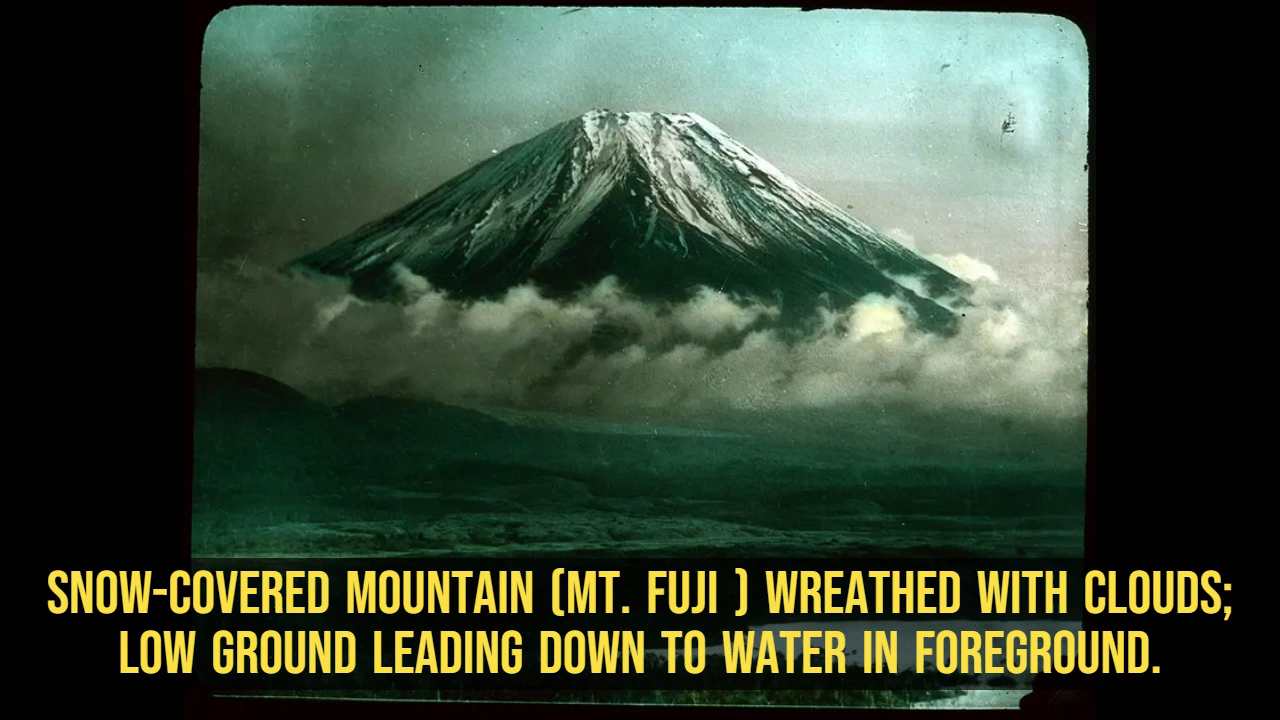 SNOW-COVERED MOUNTAIN (MT. FUJI ) WREATHED WITH CLOUDS;
LOW GROUND LEADING DOWN TO WATER IN FOREGROUND.